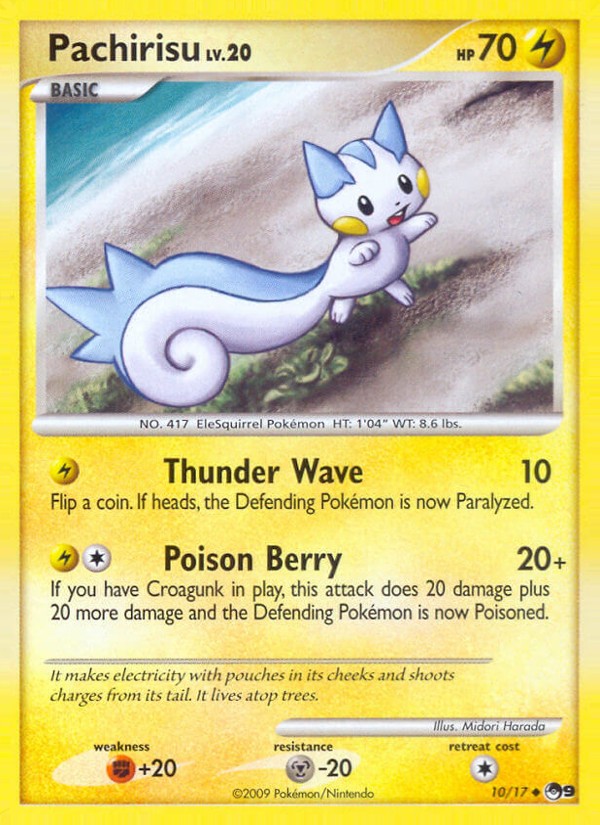 Pachirisu LV.20 HP 70
BASIC
NO. 417 EleSquirrel Pokémon HT: 1'04" WT: 8.6 lbs.
Thunder Wave 10
Flip a coin. If heads, the Defending Pokémon is now Paralyzed.
Poison Berry 20+
If you have Croagunk in play, this attack does 20 damage plus
20 more damage and the Defending Pokémon is now Poisoned.
It makes electricity with pouches in its cheeks and shoots
charges from its tail. It lives atop trees.
Illus. Midori Harada
weakness resistance retreat cost
+20 -20
©2009 Pokémon/Nintendo 10/17 9